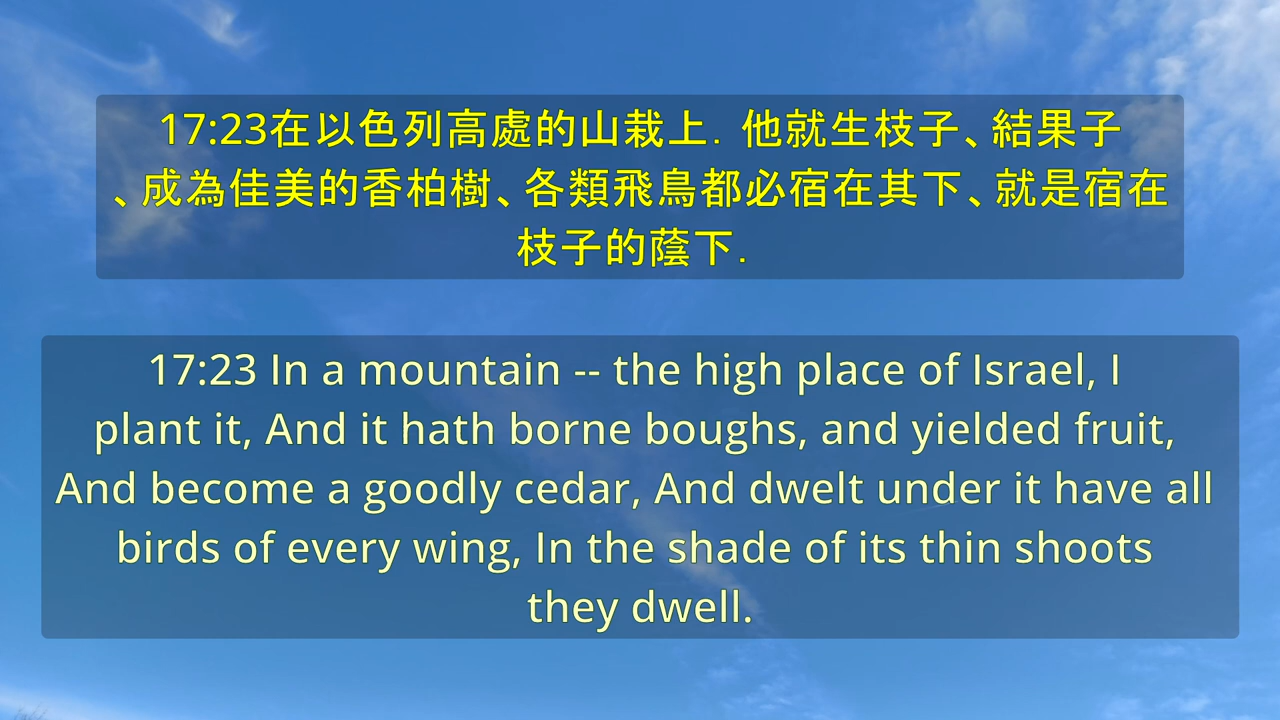 17:23在以色列高處的山栽上．他就生枝子、結果子
、成為佳美的香柏樹、各類飛鳥都必宿在其下、就是宿在
枝子的蔭下．
17:23 In a mountain -- the high place of Israel, I
plant it, And it hath borne boughs, and yielded fruit,
And become a goodly cedar, And dwelt under it have all
birds of every wing, In the shade of its thin shoots
they dwell.